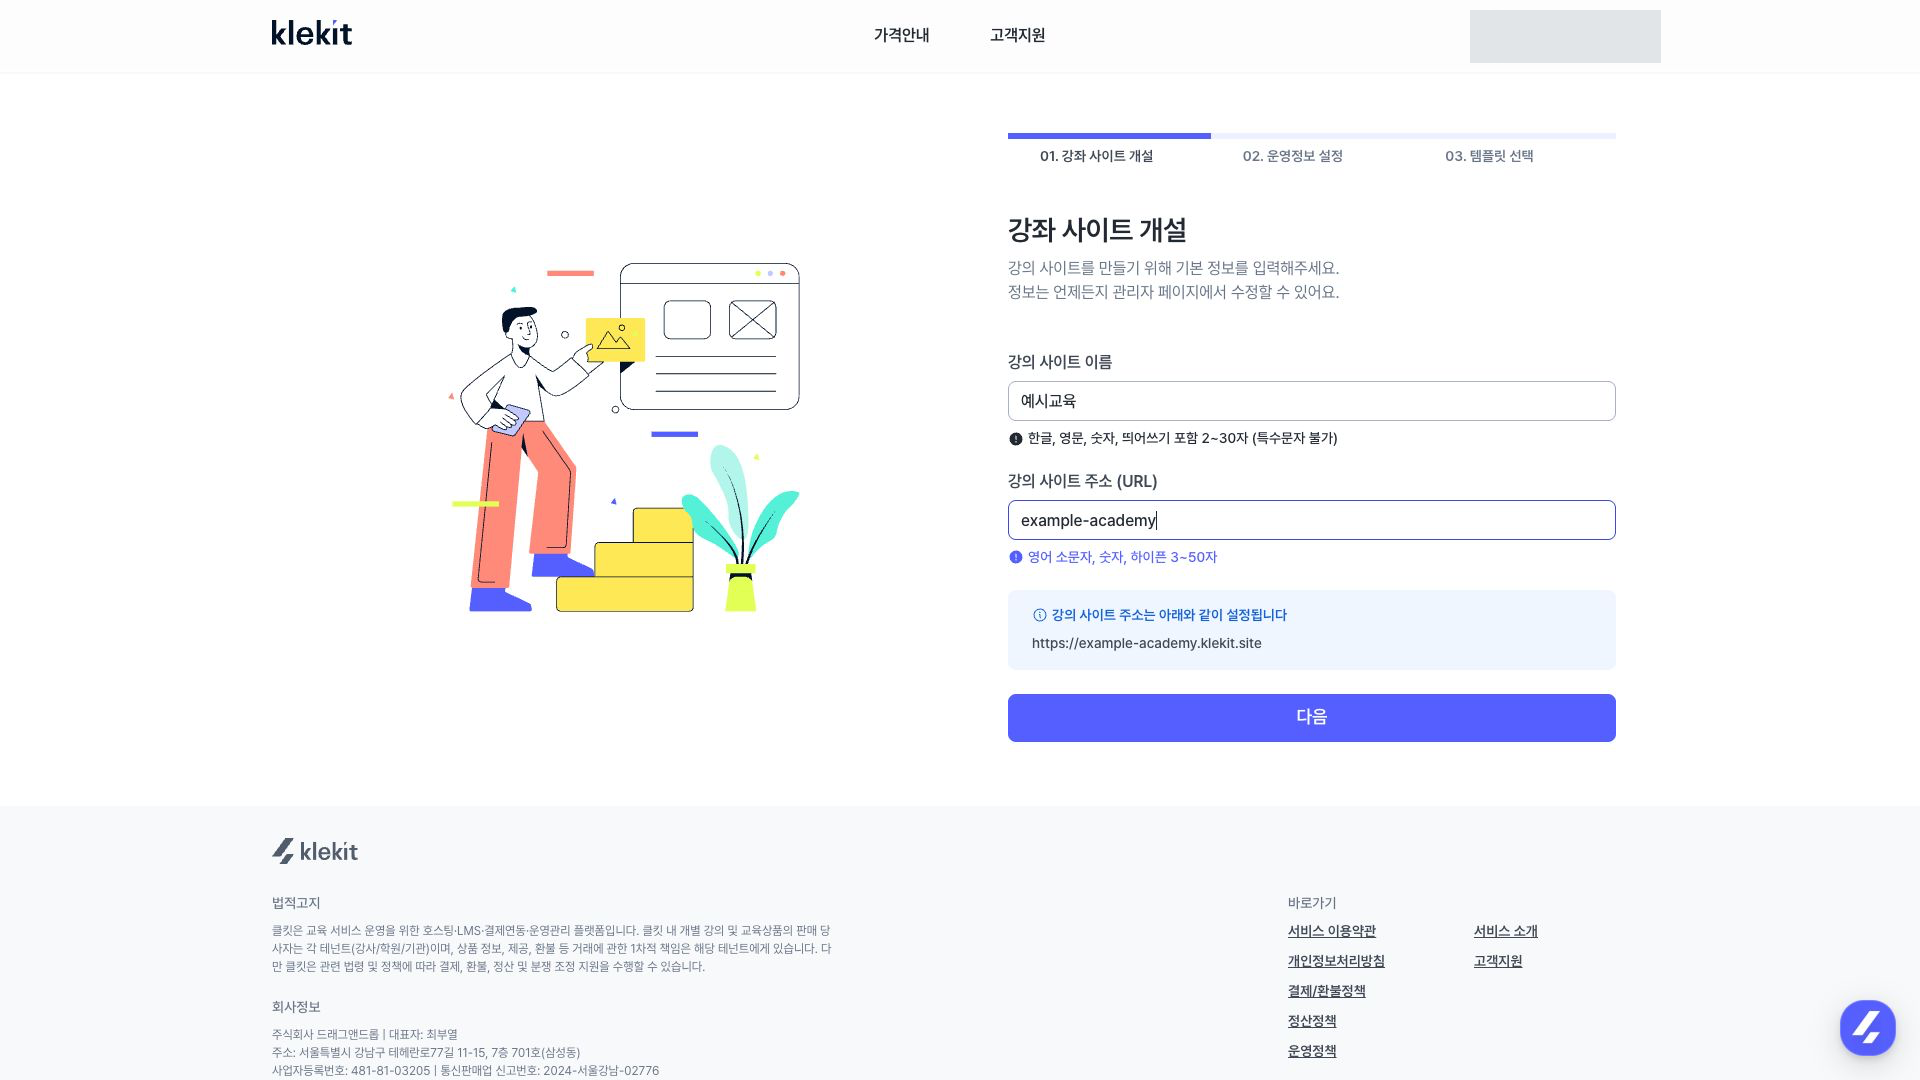 klekit
가격안내
고객지원
01. 강좌 사이트 개설
02. 운영정보 설정
03. 템플릿 선택
강좌 사이트 개설
강의 사이트를 만들기 위해 기본 정보를 입력해주세요.
정보는 언제든지 관리자 페이지에서 수정할 수 있어요.
강의 사이트 이름
예시교육
한글, 영문, 숫자, 띄어쓰기 포함 2~30자 (특수문자 불가)
강의 사이트 주소 (URL)
example-academy
영어 소문자, 숫자, 하이픈 3~50자
강의 사이트 주소는 아래와 같이 설정됩니다
https://example-academy.klekit.site
다음
klekit
법적고지
클킷은 교육 서비스 운영을 위한 호스팅·LMS·결제연동·운영관리 플랫폼입니다. 클킷 내 개별 강의 및 교육상품의 판매 당
사자는 각 테넌트(강사/학원/기관)이며, 상품 정보, 제공, 환불 등 거래에 관한 1차적 책임은 해당 테넌트에게 있습니다. 다
만 클킷은 관련 법령 및 정책에 따라 결제, 환불, 정산 및 분쟁 조정 지원을 수행할 수 있습니다.
회사정보
주식회사 드래그앤드롭 | 대표자: 최부열
주소: 서울특별시 강남구 테헤란로77길 11-15, 7층 701호(삼성동)
사업자등록번호: 481-81-03205 | 통신판매업 신고번호: 2024-서울강남-02776
바로가기
서비스 이용약관
개인정보처리방침
결제/환불정책
정산정책
운영정책
서비스 소개
고객지원